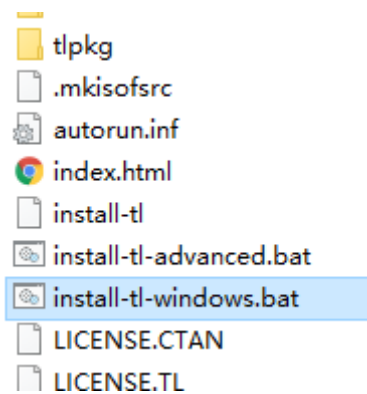 tlpkg
.mkisofsrc
autorun.inf
index.html
install-tl
install-tl-advanced.bat
install-tl-windows.bat
LICENSE.CTAN
LICENSE.TL